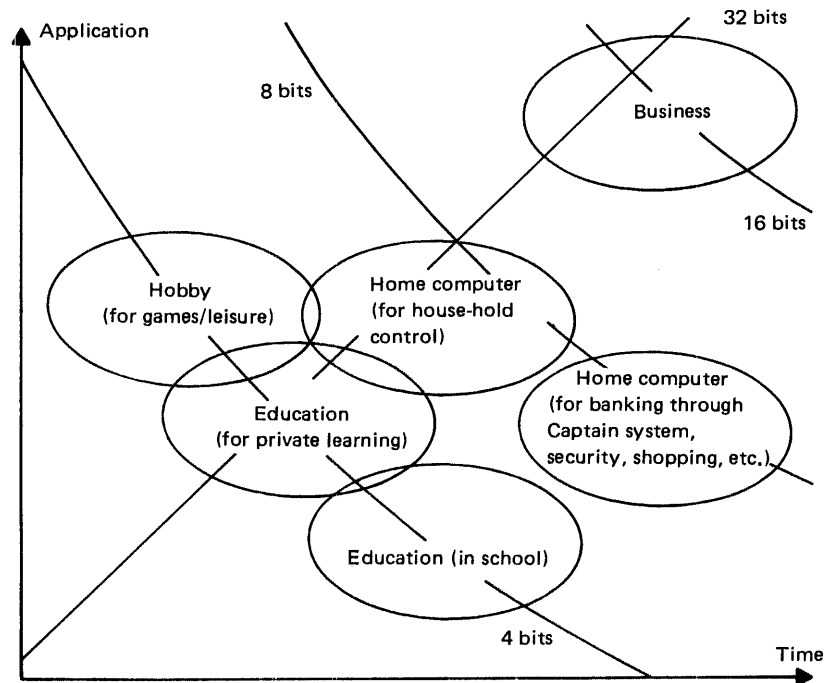 Application
32 bits
8 bits
Business
16 bits
Hobby
(for games/leisure)
Home computer
(for house-hold
control)
Home computer
(for banking through
Captain system,
security, shopping, etc.)
Education
(for private learning)
Education (in school)
4 bits
Time